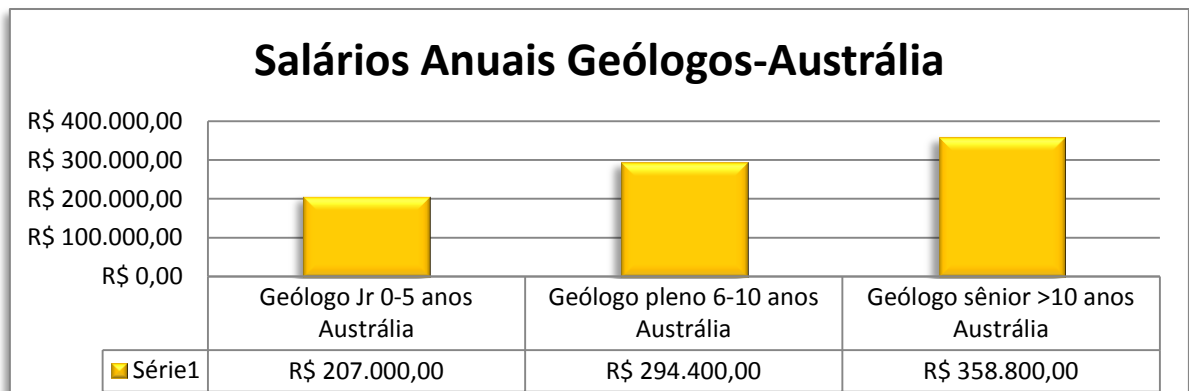 Salários Anuais Geólogos-Austrália
R$ 400.000,00
R$ 300.000,00
R$ 200.000,00
R$ 100.000,00
R$ 0,00
Geólogo Jr 0-5 anos
Austrália
Geólogo pleno 6-10 anos
Austrália
Geólogo sênior >10 anos
Austrália
Série1 R$ 207.000,00 R$ 294.400,00 R$ 358.800,00